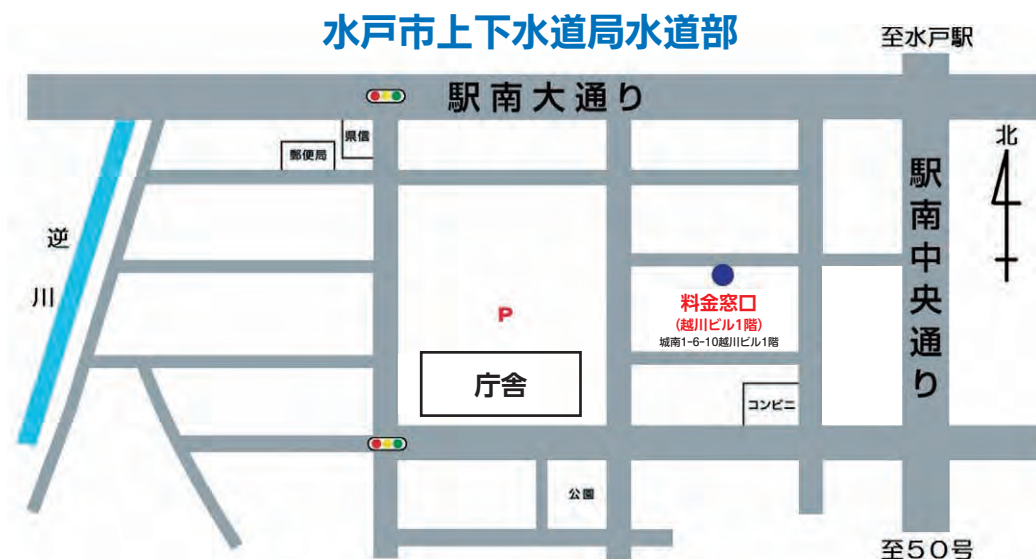 水戸市上下水道局水道部
至水戸駅
駅南大通り
県信
郵便局
北
駅南中央通り
逆川
P
料金窓口
(越川ビル1階)
城南1-6-10越川ビル1階
庁舎
コンビニ
公園
至50号